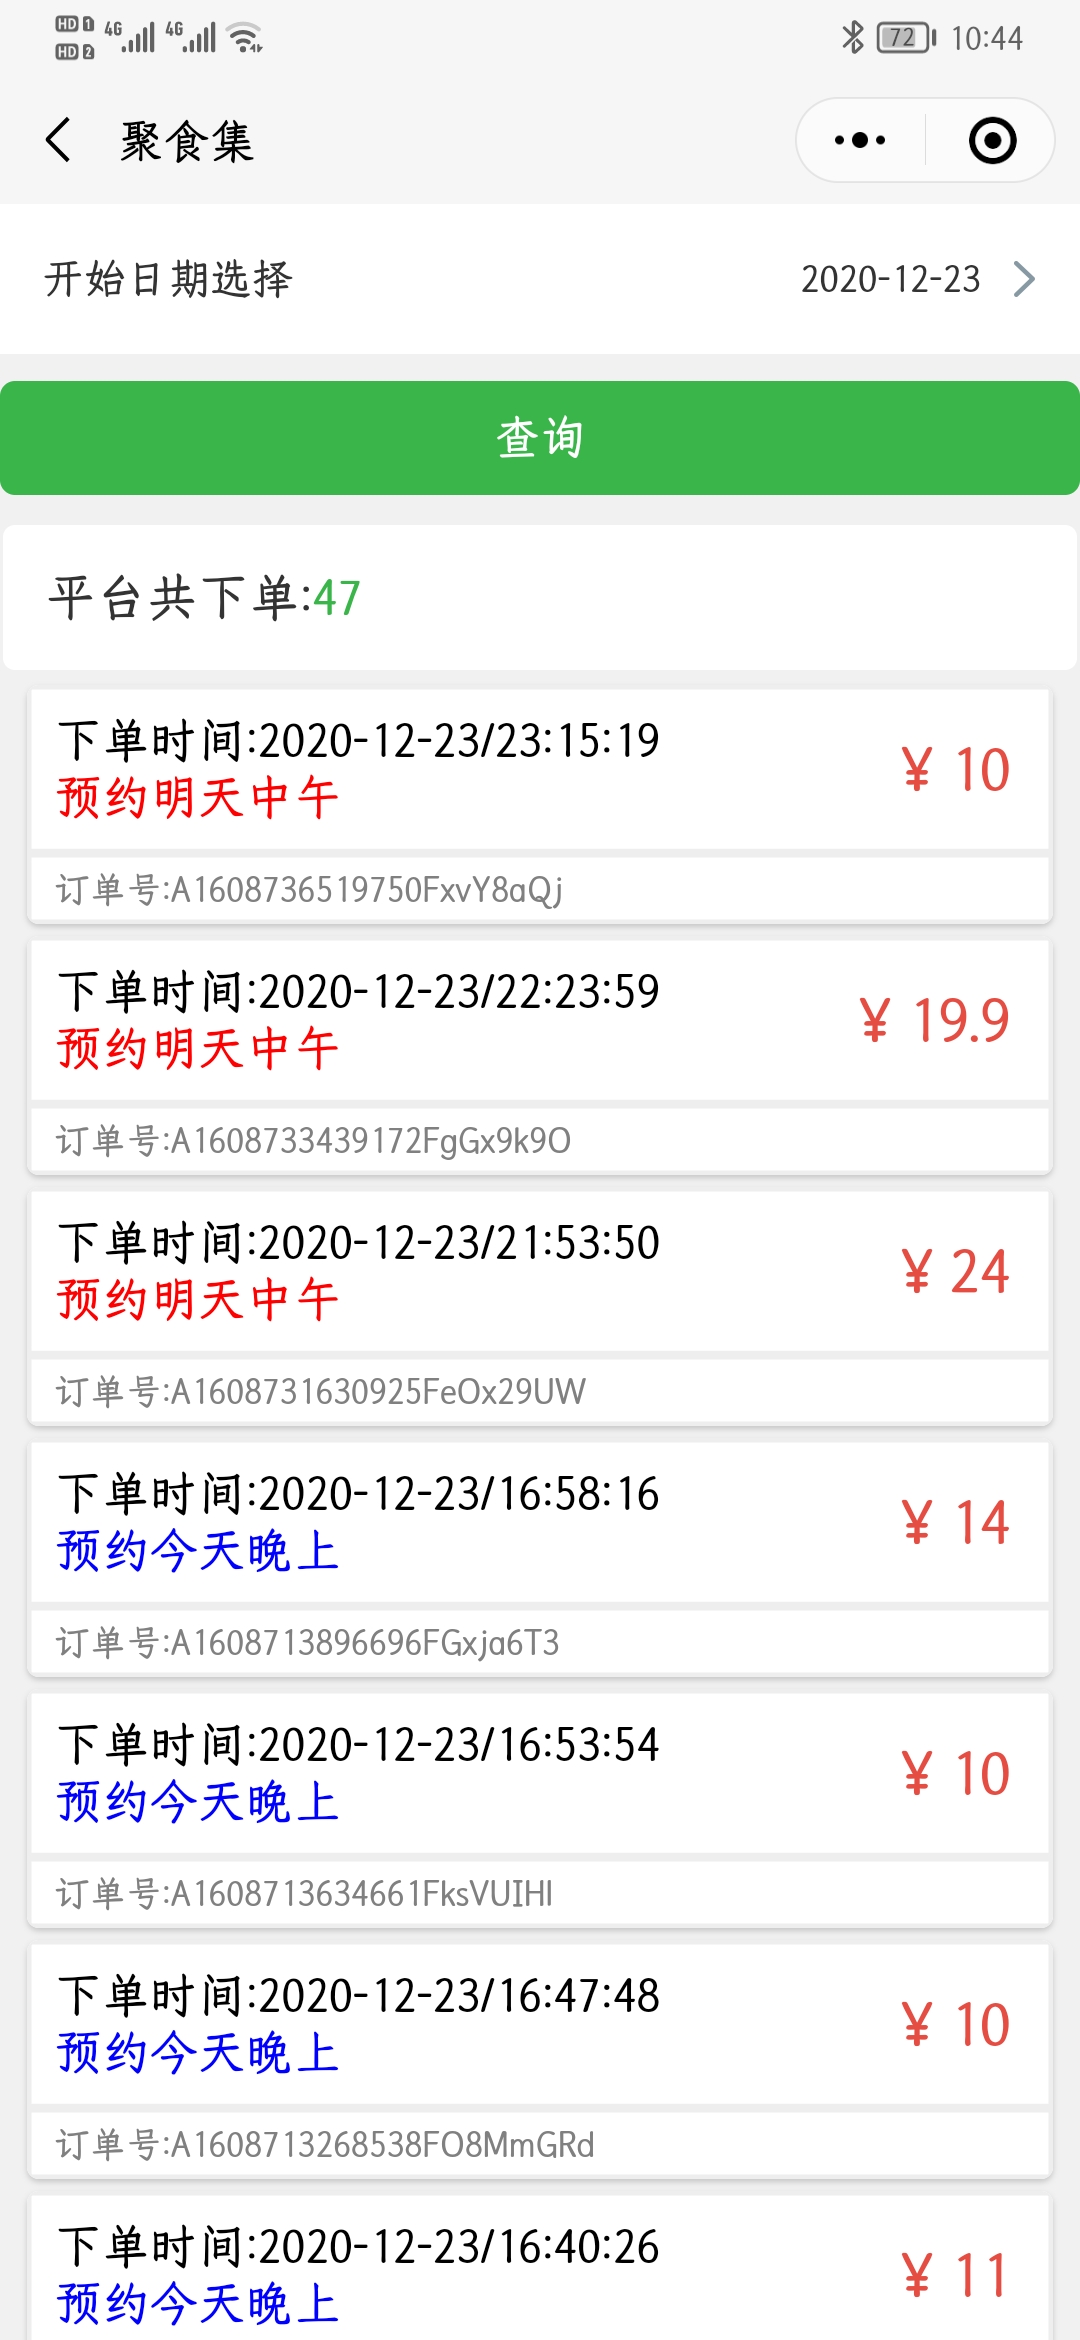 HD 1 4G 4G
HD 2
72 10:44
聚食集
开始日期选择 2020-12-23
查询
平台共下单:47
下单时间:2020-12-23/23:15:19
预约明天中午
¥ 10
订单号:A1608736519750FxvY8aQj
下单时间:2020-12-23/22:23:59
预约明天中午
¥ 19.9
订单号:A1608733439172FgGx9k9O
下单时间:2020-12-23/21:53:50
预约明天中午
¥ 24
订单号:A1608731630925FeOx29UW
下单时间:2020-12-23/16:58:16
预约今天晚上
¥ 14
订单号:A1608713896696FGxja6T3
下单时间:2020-12-23/16:53:54
预约今天晚上
¥ 10
订单号:A1608713634661FksVUIHl
下单时间:2020-12-23/16:47:48
预约今天晚上
¥ 10
订单号:A1608713268538FO8MmGRd
下单时间:2020-12-23/16:40:26
预约今天晚上
¥ 11